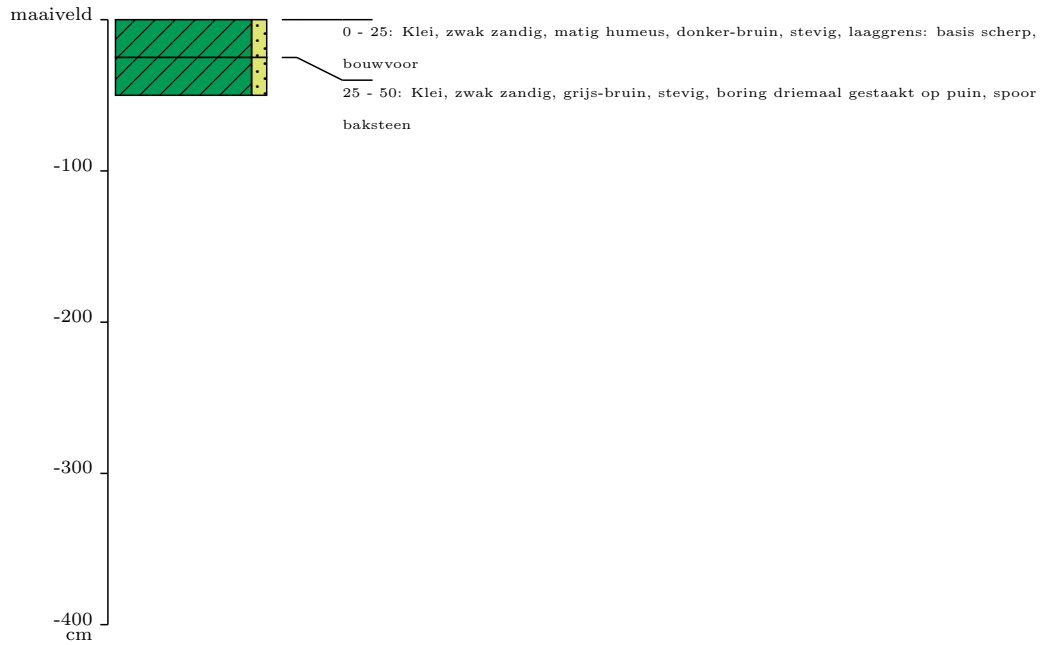 maaiveld
0 - 25: Klei, zwak zandig, matig humeus, donker-bruin, stevig, laaggrens: basis scherp,
bouwvoor
25 - 50: Klei, zwak zandig, grijs-bruin, stevig, boring driemaal gestaakt op puin, spoor
baksteen
-100
-200
-300
-400
cm